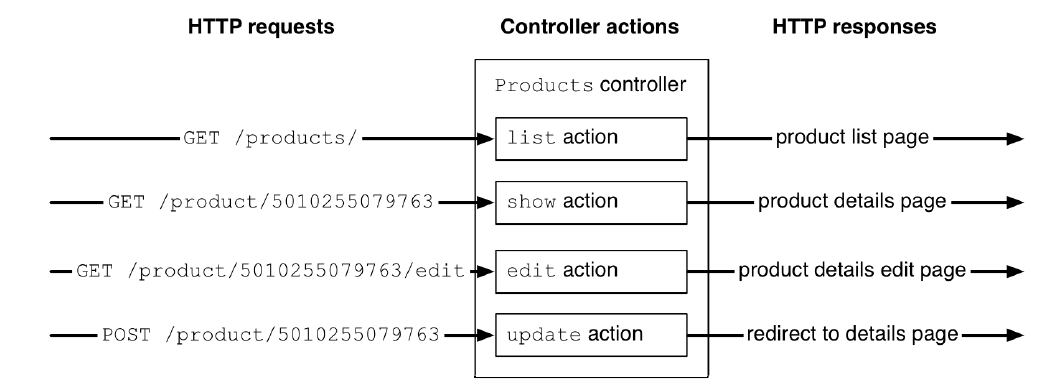 HTTP requests Controller actions HTTP responses
Products controller
GET /products/ list action product list page
GET /product/5010255079763 show action product details page
GET /product/5010255079763/edit edit action product details edit page
POST /product/5010255079763 update action redirect to details page